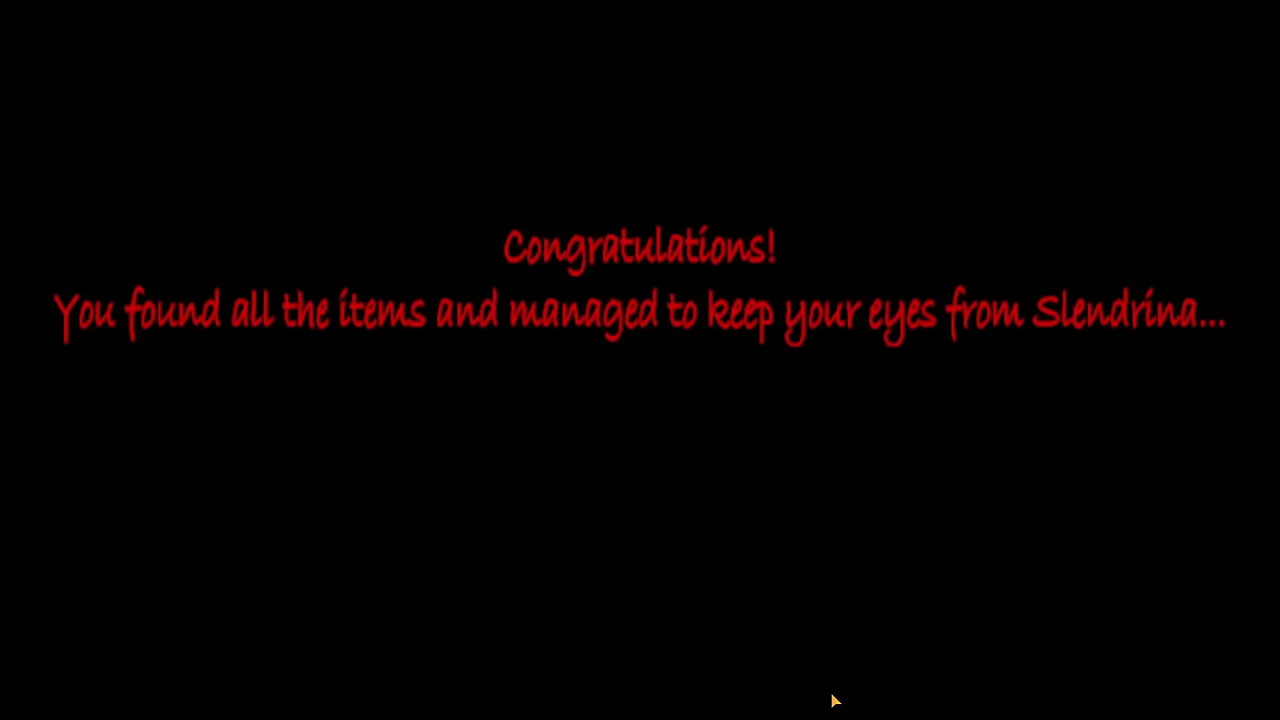 Congratulations!
You found all the items and managed to keep your eyes from Slendrina...